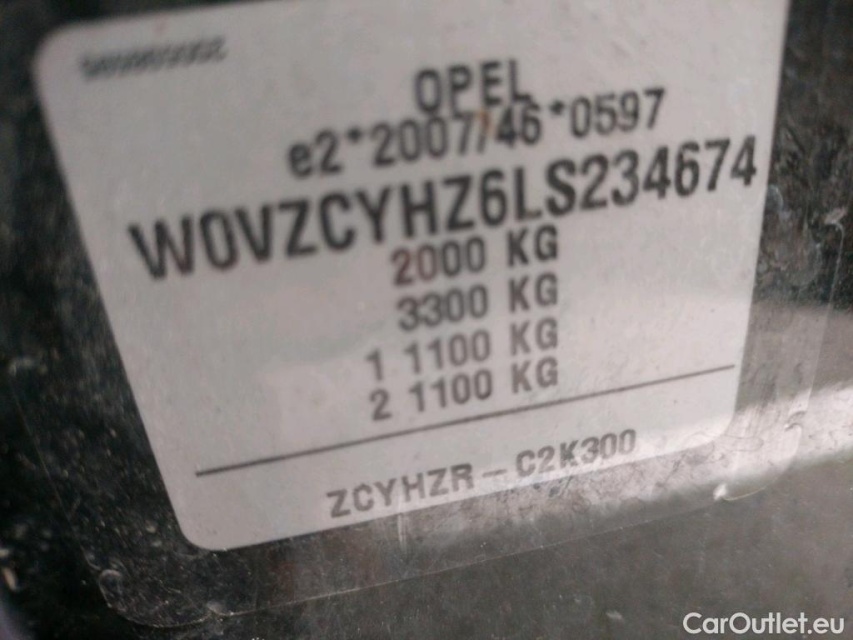 OPEL
e2*2007/46*0597
W0VZCYHZ6LS234674
2000 KG
3300 KG
1 1100 KG
2 1100 KG
ZCYHZR - C2K300
CarOutlet.eu